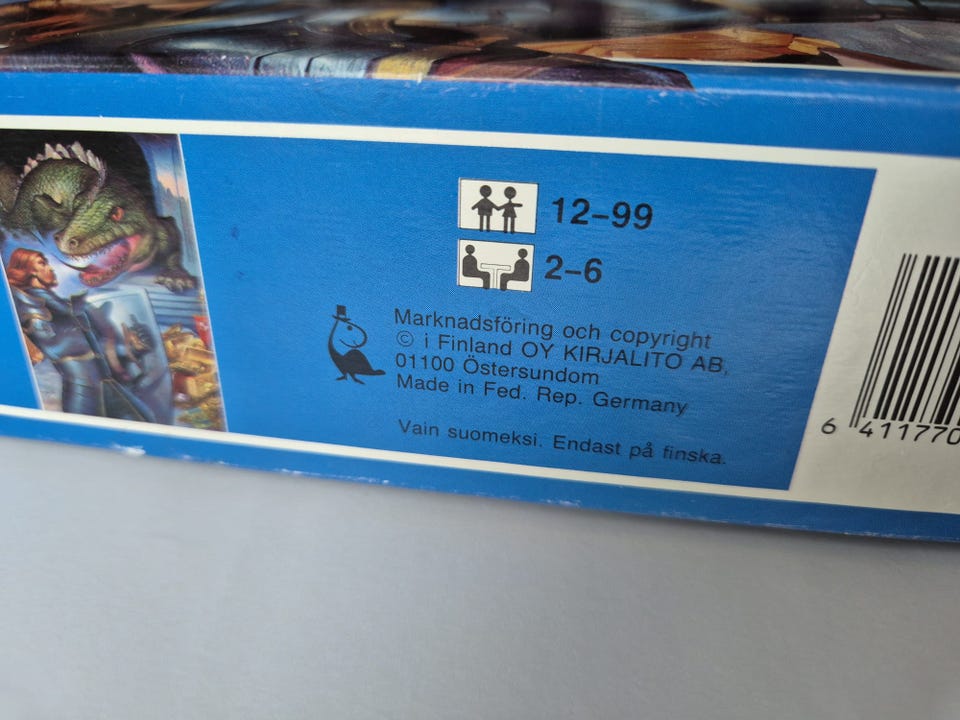 12-99
2-6
Marknadsföring och copyright
© i Finland OY KIRJALITO AB,
01100 Östersundom
Made in Fed. Rep. Germany
Vain suomeksi. Endast på finska.
6 411770